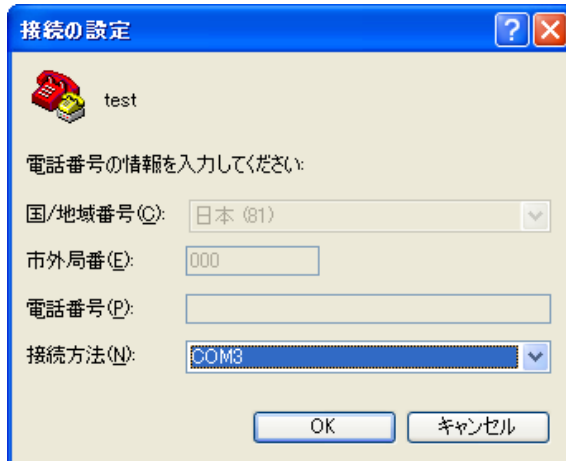 接続の設定
test
電話番号の情報を入力してください:
国/地域番号(C): 日本 (81)
市外局番(E): 000
電話番号(P):
接続方法(N): COM3
OK キャンセル